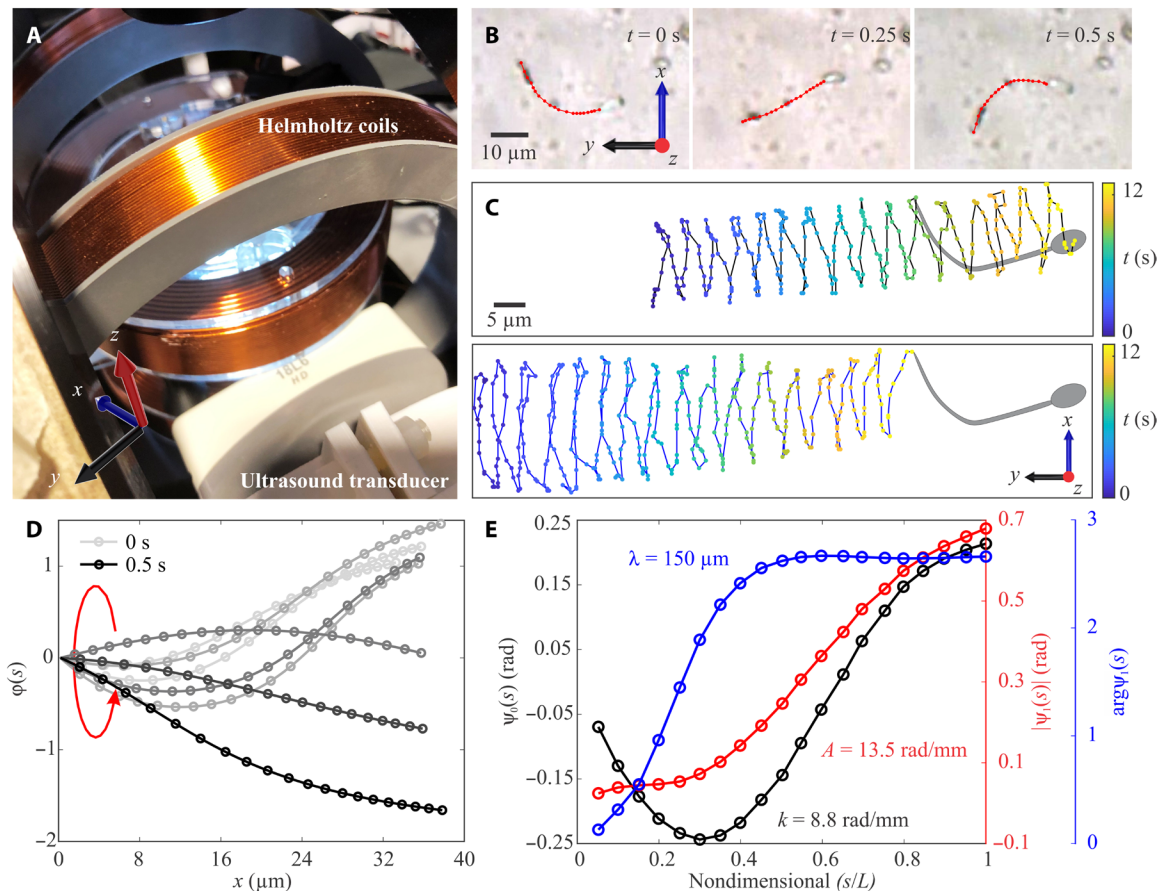 A
Helmholtz coils
18L6
HD
z
x
y
Ultrasound transducer
B
t = 0 s
t = 0.25 s
t = 0.5 s
x
y
z
10 µm
C
12
t (s)
0
5 µm
12
t (s)
0
x
y
z
D
0 s
0.5 s
φ(s)
1
0
−1
−2
0
8
16
24
32
40
x (µm)
E
λ = 150 µm
A = 13.5 rad/mm
k = 8.8 rad/mm
ψ₀(s) (rad)
0.25
0.15
0.05
-0.05
-0.15
-0.25
0
0.2
0.4
0.6
0.8
1
Nondimensional (s/L)
0.7
0.5
0.3
0.1
−0.1
|ψ₁(s)| (rad)
3
2
1
0
argψ₁(s)